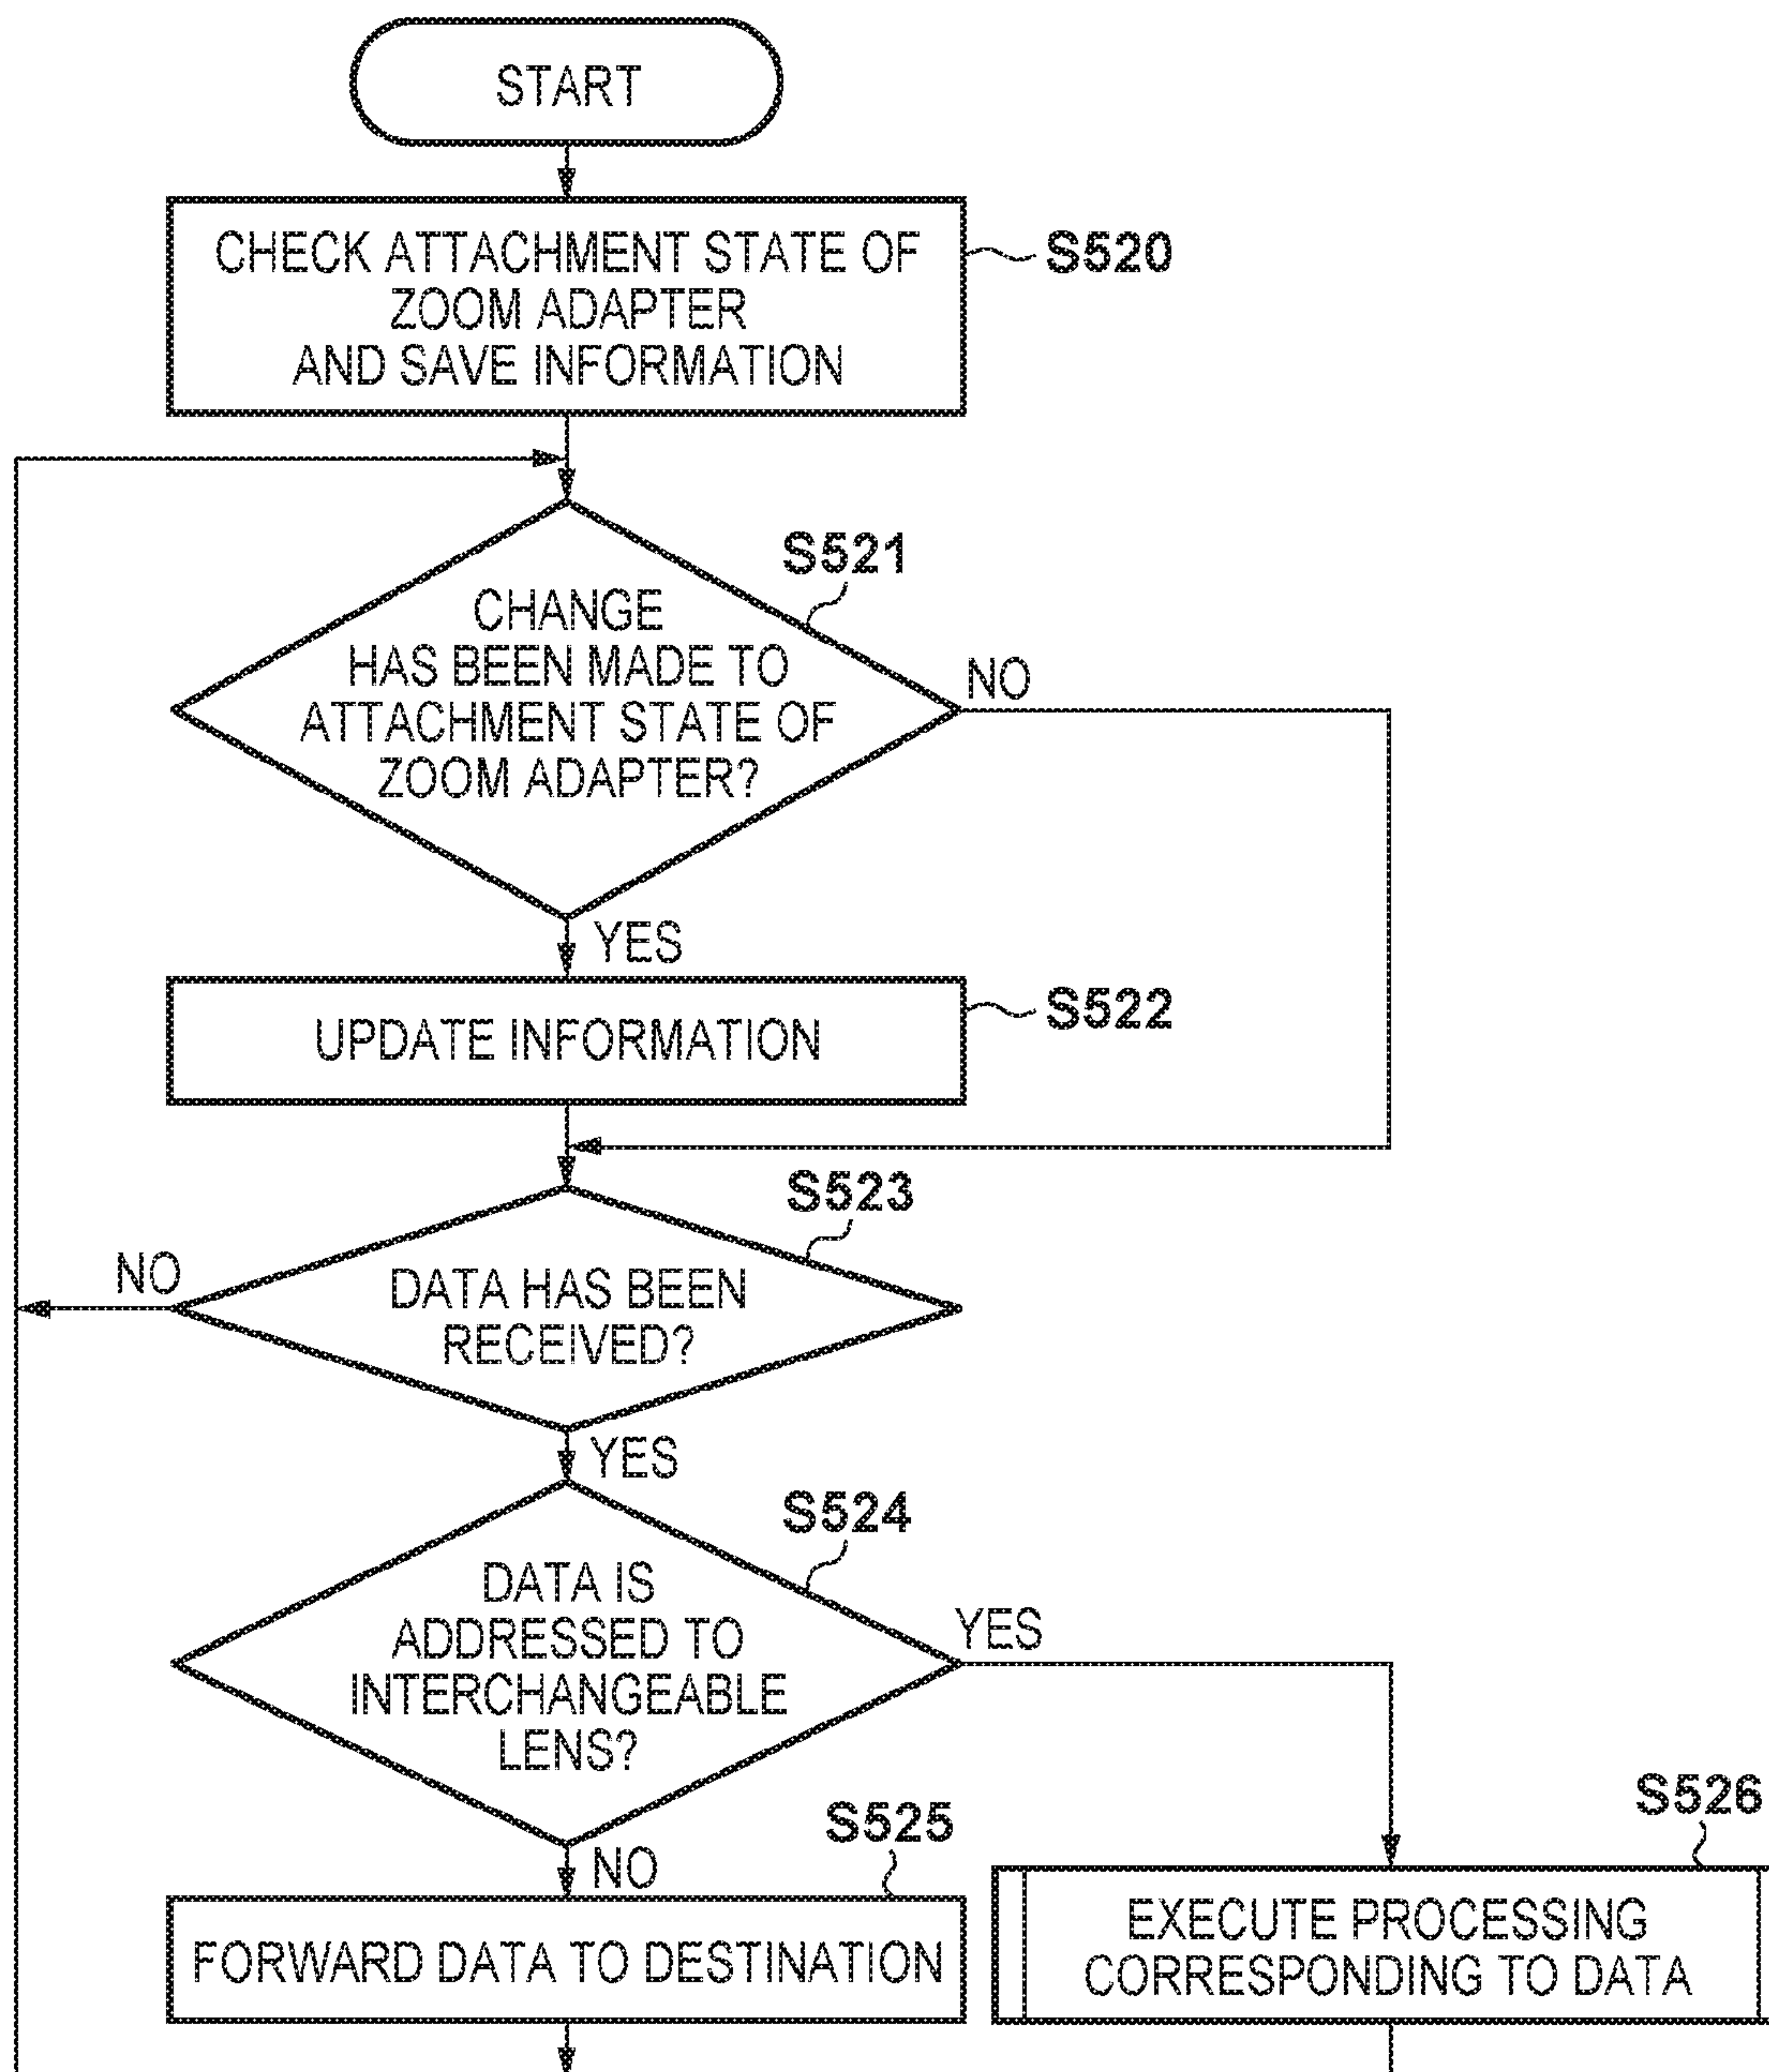 START
CHECK ATTACHMENT STATE OF
ZOOM ADAPTER
AND SAVE INFORMATION
S520
S521
CHANGE
HAS BEEN MADE TO
ATTACHMENT STATE OF
ZOOM ADAPTER?
NO
YES
UPDATE INFORMATION
S522
S523
NO
DATA HAS BEEN
RECEIVED?
YES
S524
DATA IS
ADDRESSED TO
INTERCHANGEABLE
LENS?
YES
NO
S525
FORWARD DATA TO DESTINATION
S526
EXECUTE PROCESSING
CORRESPONDING TO DATA